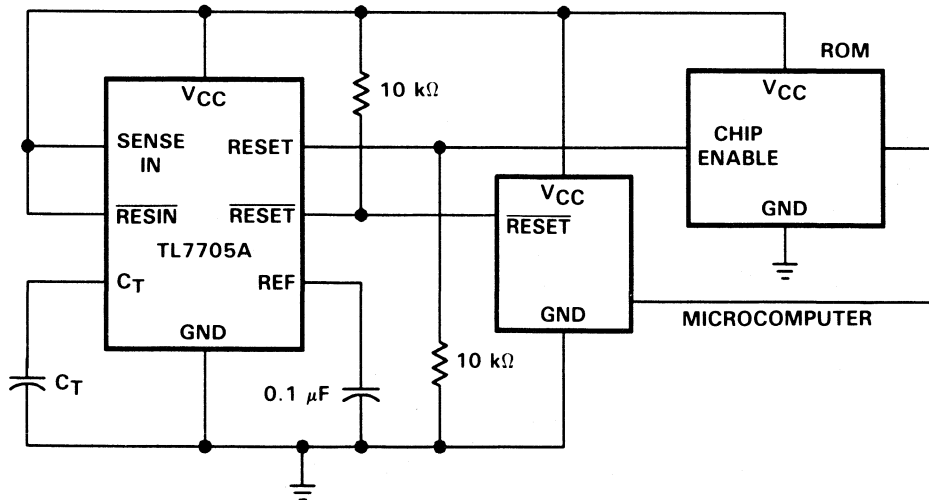 ROM
VCC
10 kΩ
VCC
SENSE IN
RESET
CHIP ENABLE
RESIN
RESET
VCC
RESET
GND
TL7705A
CT
REF
GND
GND
MICROCOMPUTER
CT
0.1 μF
10 kΩ